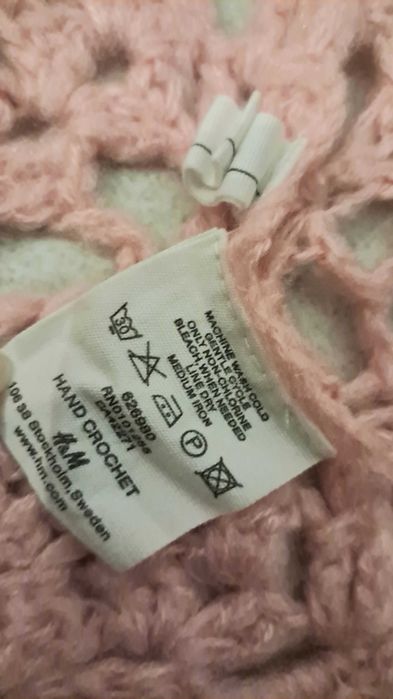 MACHINE WASH COLD
GENTLE CYCLE
ONLY NON-CHLORINE
BLEACH WHEN NEEDED
LINE DRY
MEDIUM IRON
30
P
HAND CROCHET
H&M
106 38 Stockholm, Sweden
www.hm.com